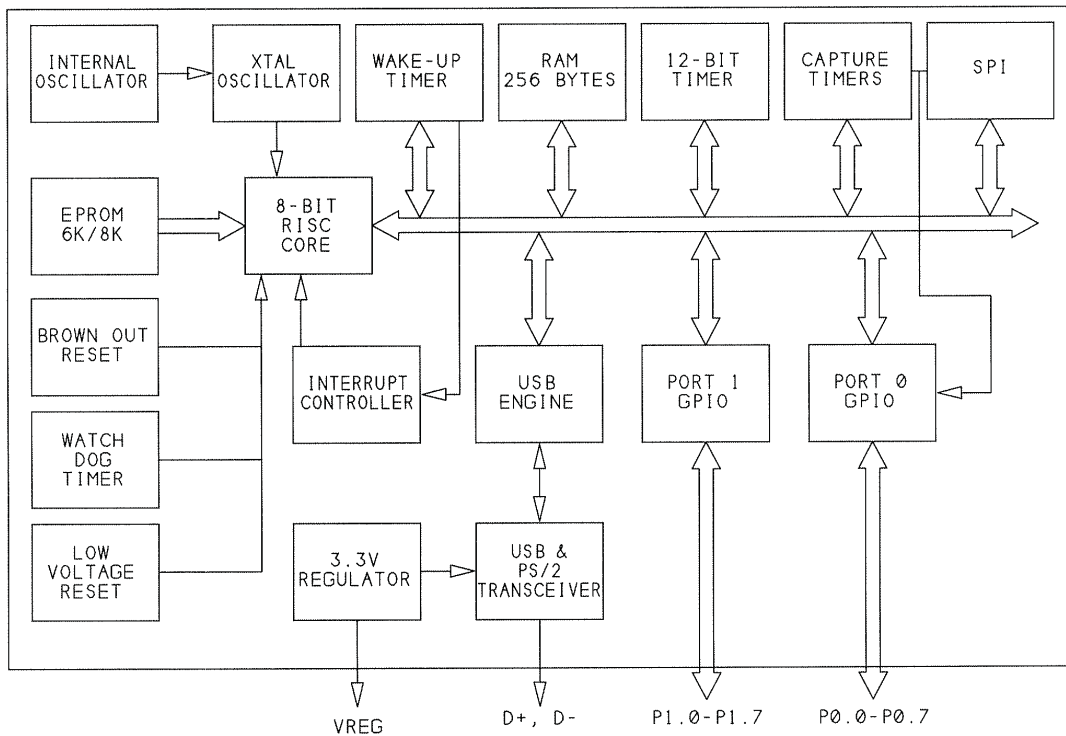 INTERNAL
OSCILLATOR
XTAL
OSCILLATOR
WAKE-UP
TIMER
RAM
256 BYTES
12-BIT
TIMER
CAPTURE
TIMERS
SPI
EPROM
6K/8K
8-BIT
RISC
CORE
BROWN OUT
RESET
INTERRUPT
CONTROLLER
USB
ENGINE
PORT 1
GPIO
PORT 0
GPIO
WATCH
DOG
TIMER
LOW
VOLTAGE
RESET
3.3V
REGULATOR
USB &
PS/2
TRANSCEIVER
VREG
D+, D-
P1.0-P1.7
P0.0-P0.7